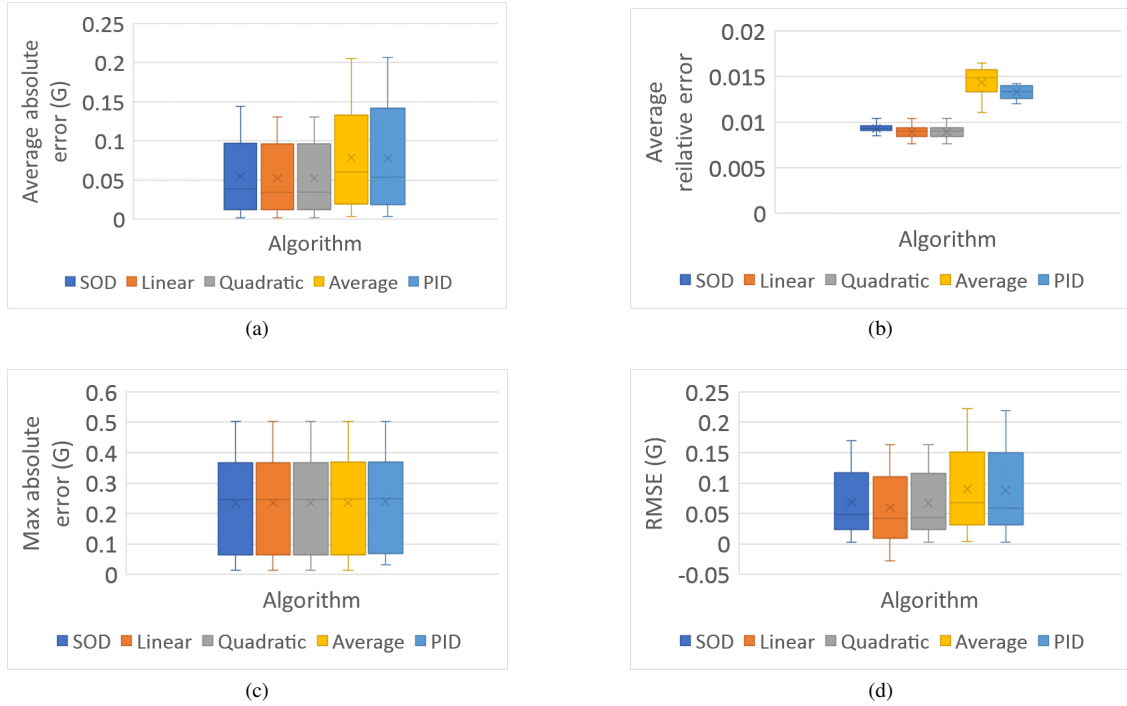 0.25
0.2
0.15
0.1
0.05
0
Average absolute
error (G)
Algorithm
SOD Linear Quadratic Average PID
(a)
0.02
0.015
0.01
0.005
0
Average
reilative error
Algorithm
SOD Linear Quadratic Average PID
(b)
0.6
0.5
0.4
0.3
0.2
0.1
0
Max absolute
error (G)
Algorithm
SOD Linear Quadratic Average PID
(c)
0.25
0.2
0.15
0.1
0.05
0
-0.05
RMSE (G)
Algorithm
SOD Linear Quadratic Average PID
(d)